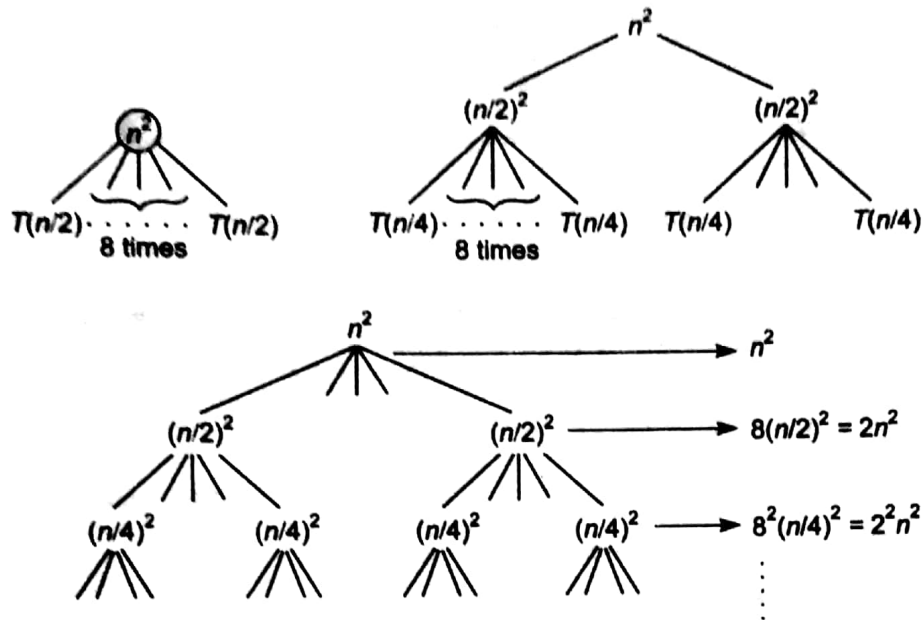 n²
(n/2)² (n/2)²
n²
T(n/2) . . . . . . . T(n/2)
8 times
T(n/4) . . . . . . . T(n/4) T(n/4) T(n/4)
8 times
n² n²
(n/2)² (n/2)² 8(n/2)² = 2n²
(n/4)² (n/4)² (n/4)² (n/4)² 8²(n/4)² = 2²n²